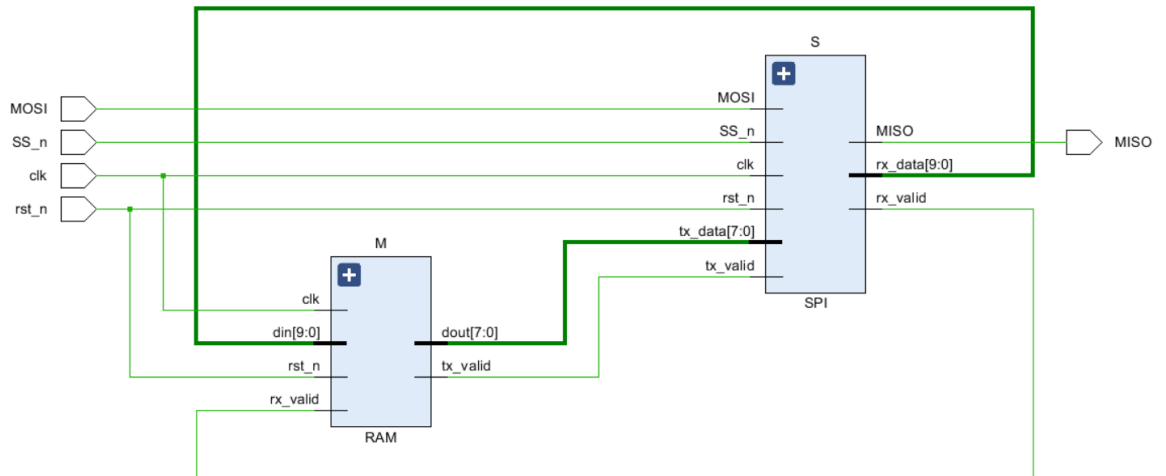 S
MOSI
MOSI
SS_n
SS_n
clk
clk
rst_n
rst_n
tx_data[7:0]
tx_valid
MISO
rx_data[9:0]
rx_valid
MISO
SPI
M
clk
din[9:0]
rst_n
rx_valid
dout[7:0]
tx_valid
RAM